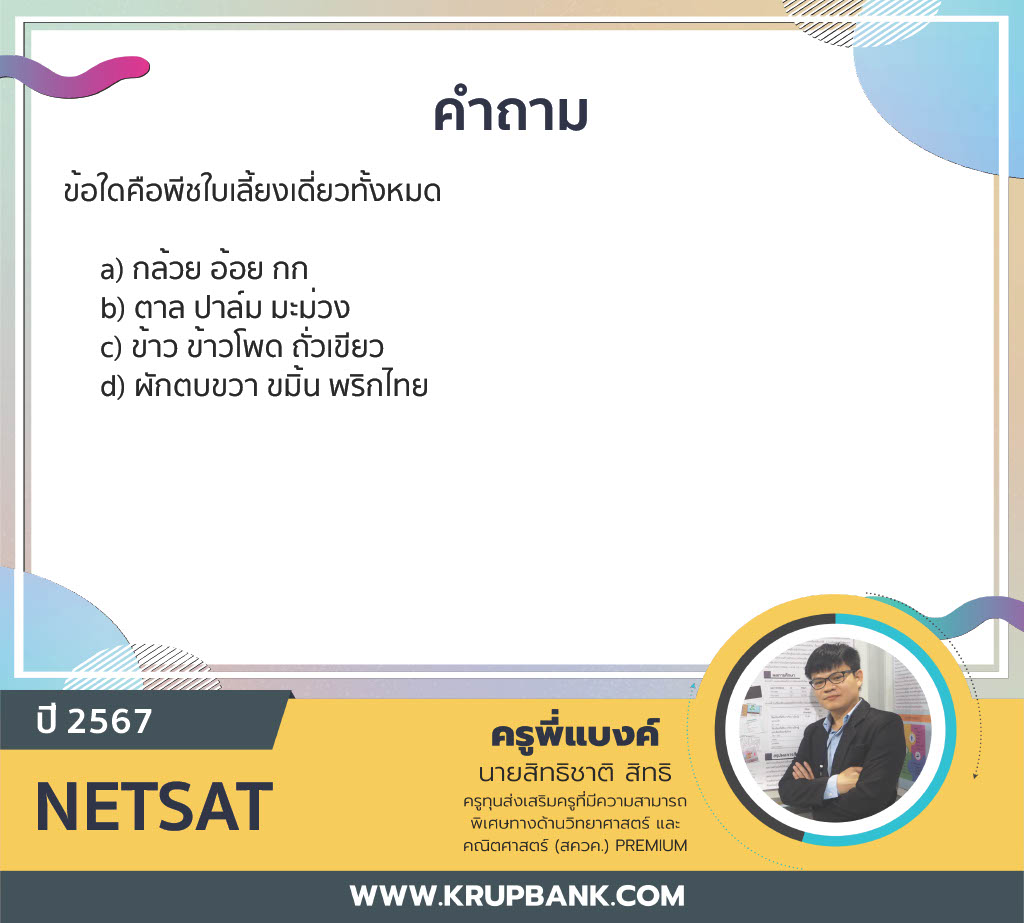 คำถาม
ข้อใดคือพืชใบเลี้ยงเดี่ยวทั้งหมด
a) กล้วย อ้อย กก
b) ตาล ปาล์ม มะม่วง
c) ข้าว ข้าวโพด ถั่วเขียว
d) ผักตบชวา ขมิ้น พริกไทย
ปี 2567
NETSAT
ครูพี่แบงค์
นายสิทธิชาติ สิทธิ
ครูทุนส่งเสริมครูที่มีความสามารถ
พิเศษทางด้านวิทยาศาสตร์ และ
คณิตศาสตร์ (สควค.) PREMIUM
WWW.KRUPBANK.COM